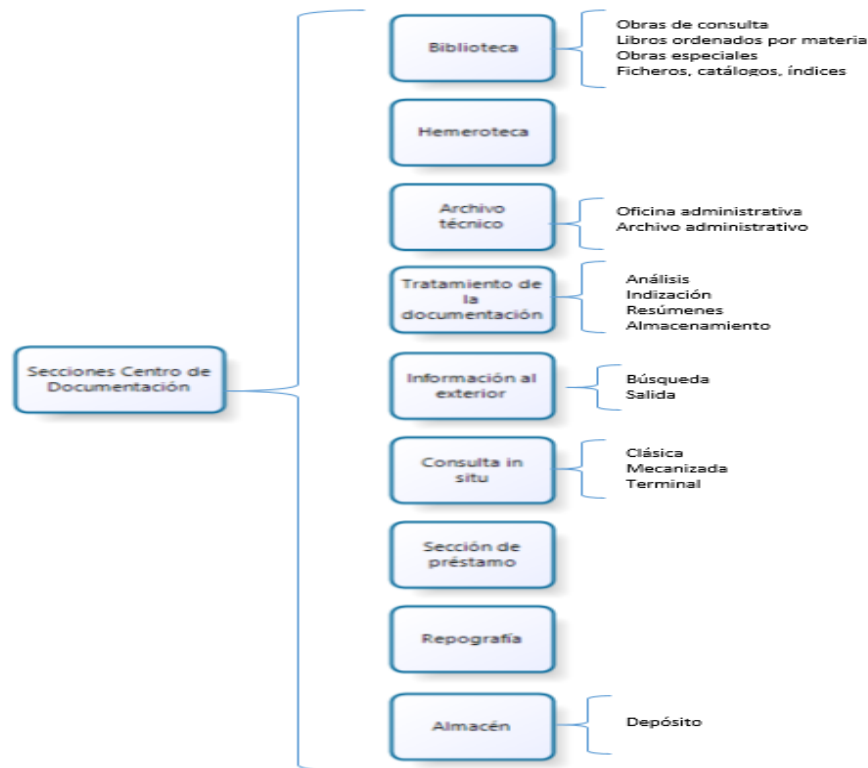 Secciones Centro de
Documentación
Biblioteca
Obras de consulta
Libros ordenados por materia
Obras especiales
Ficheros, catálogos, índices
Hemeroteca
Archivo
técnico
Oficina administrativa
Archivo administrativo
Tratamiento de
la
documentación
Análisis
Indización
Resúmenes
Almacenamiento
Información al
exterior
Búsqueda
Salida
Consulta in
situ
Clásica
Mecanizada
Terminal
Sección de
préstamo
Repografía
Almacén
Depósito